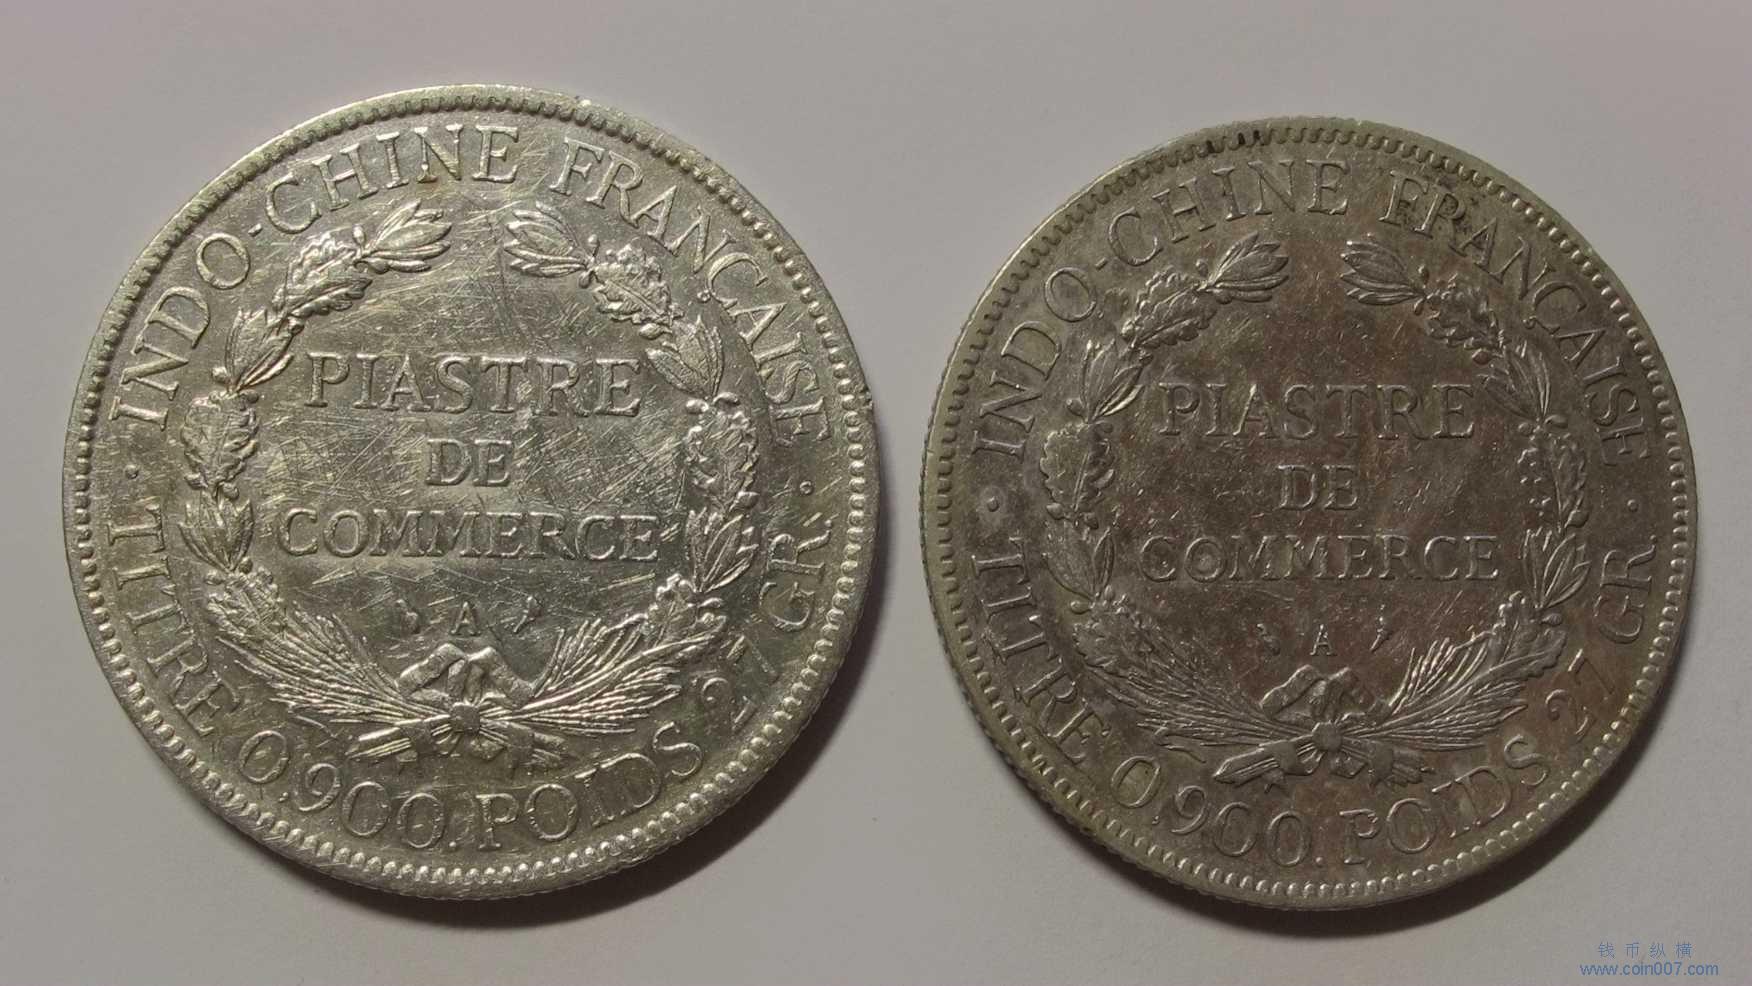 INDO-CHINE FRANÇAISE
PIASTRE
DE
COMMERCE
A
TITRE 0,900. POIDS 27 GR.
INDO-CHINE FRANÇAISE
PIASTRE
DE
COMMERCE
A
TITRE 0,900. POIDS 27 GR.
钱币纵横
www.coin007.com